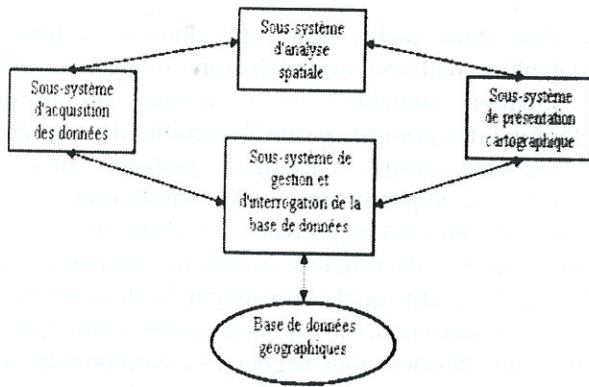 Sous-système
d'analyse
spatiale
Sous-système
d'acquition
des données
Sous-système
de présentation
cartographique
Sous-système de
gestion et
d'interrogation de la
base de données
Base de données
géographiques